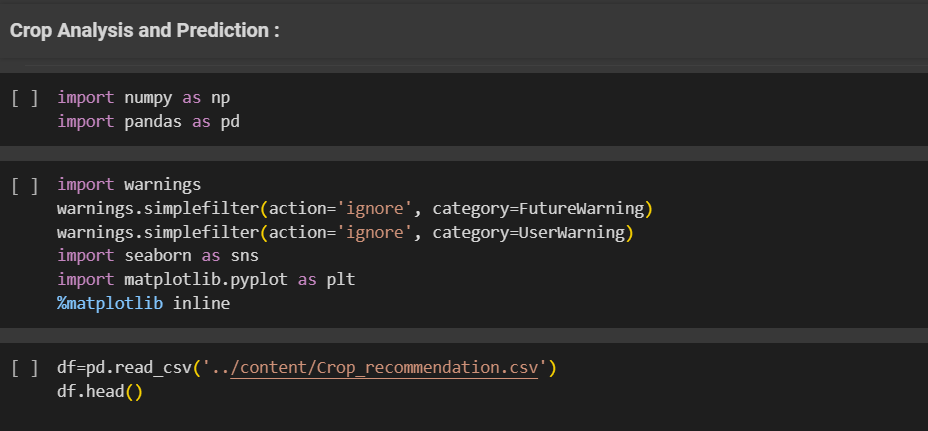 Crop Analysis and Prediction :
[ ] import numpy as np
import pandas as pd
[ ] import warnings
warnings.simplefilter(action='ignore', category=FutureWarning)
warnings.simplefilter(action='ignore', category=UserWarning)
import seaborn as sns
import matplotlib.pyplot as plt
%matplotlib inline
[ ] df=pd.read_csv('../content/Crop_recommendation.csv')
df.head()